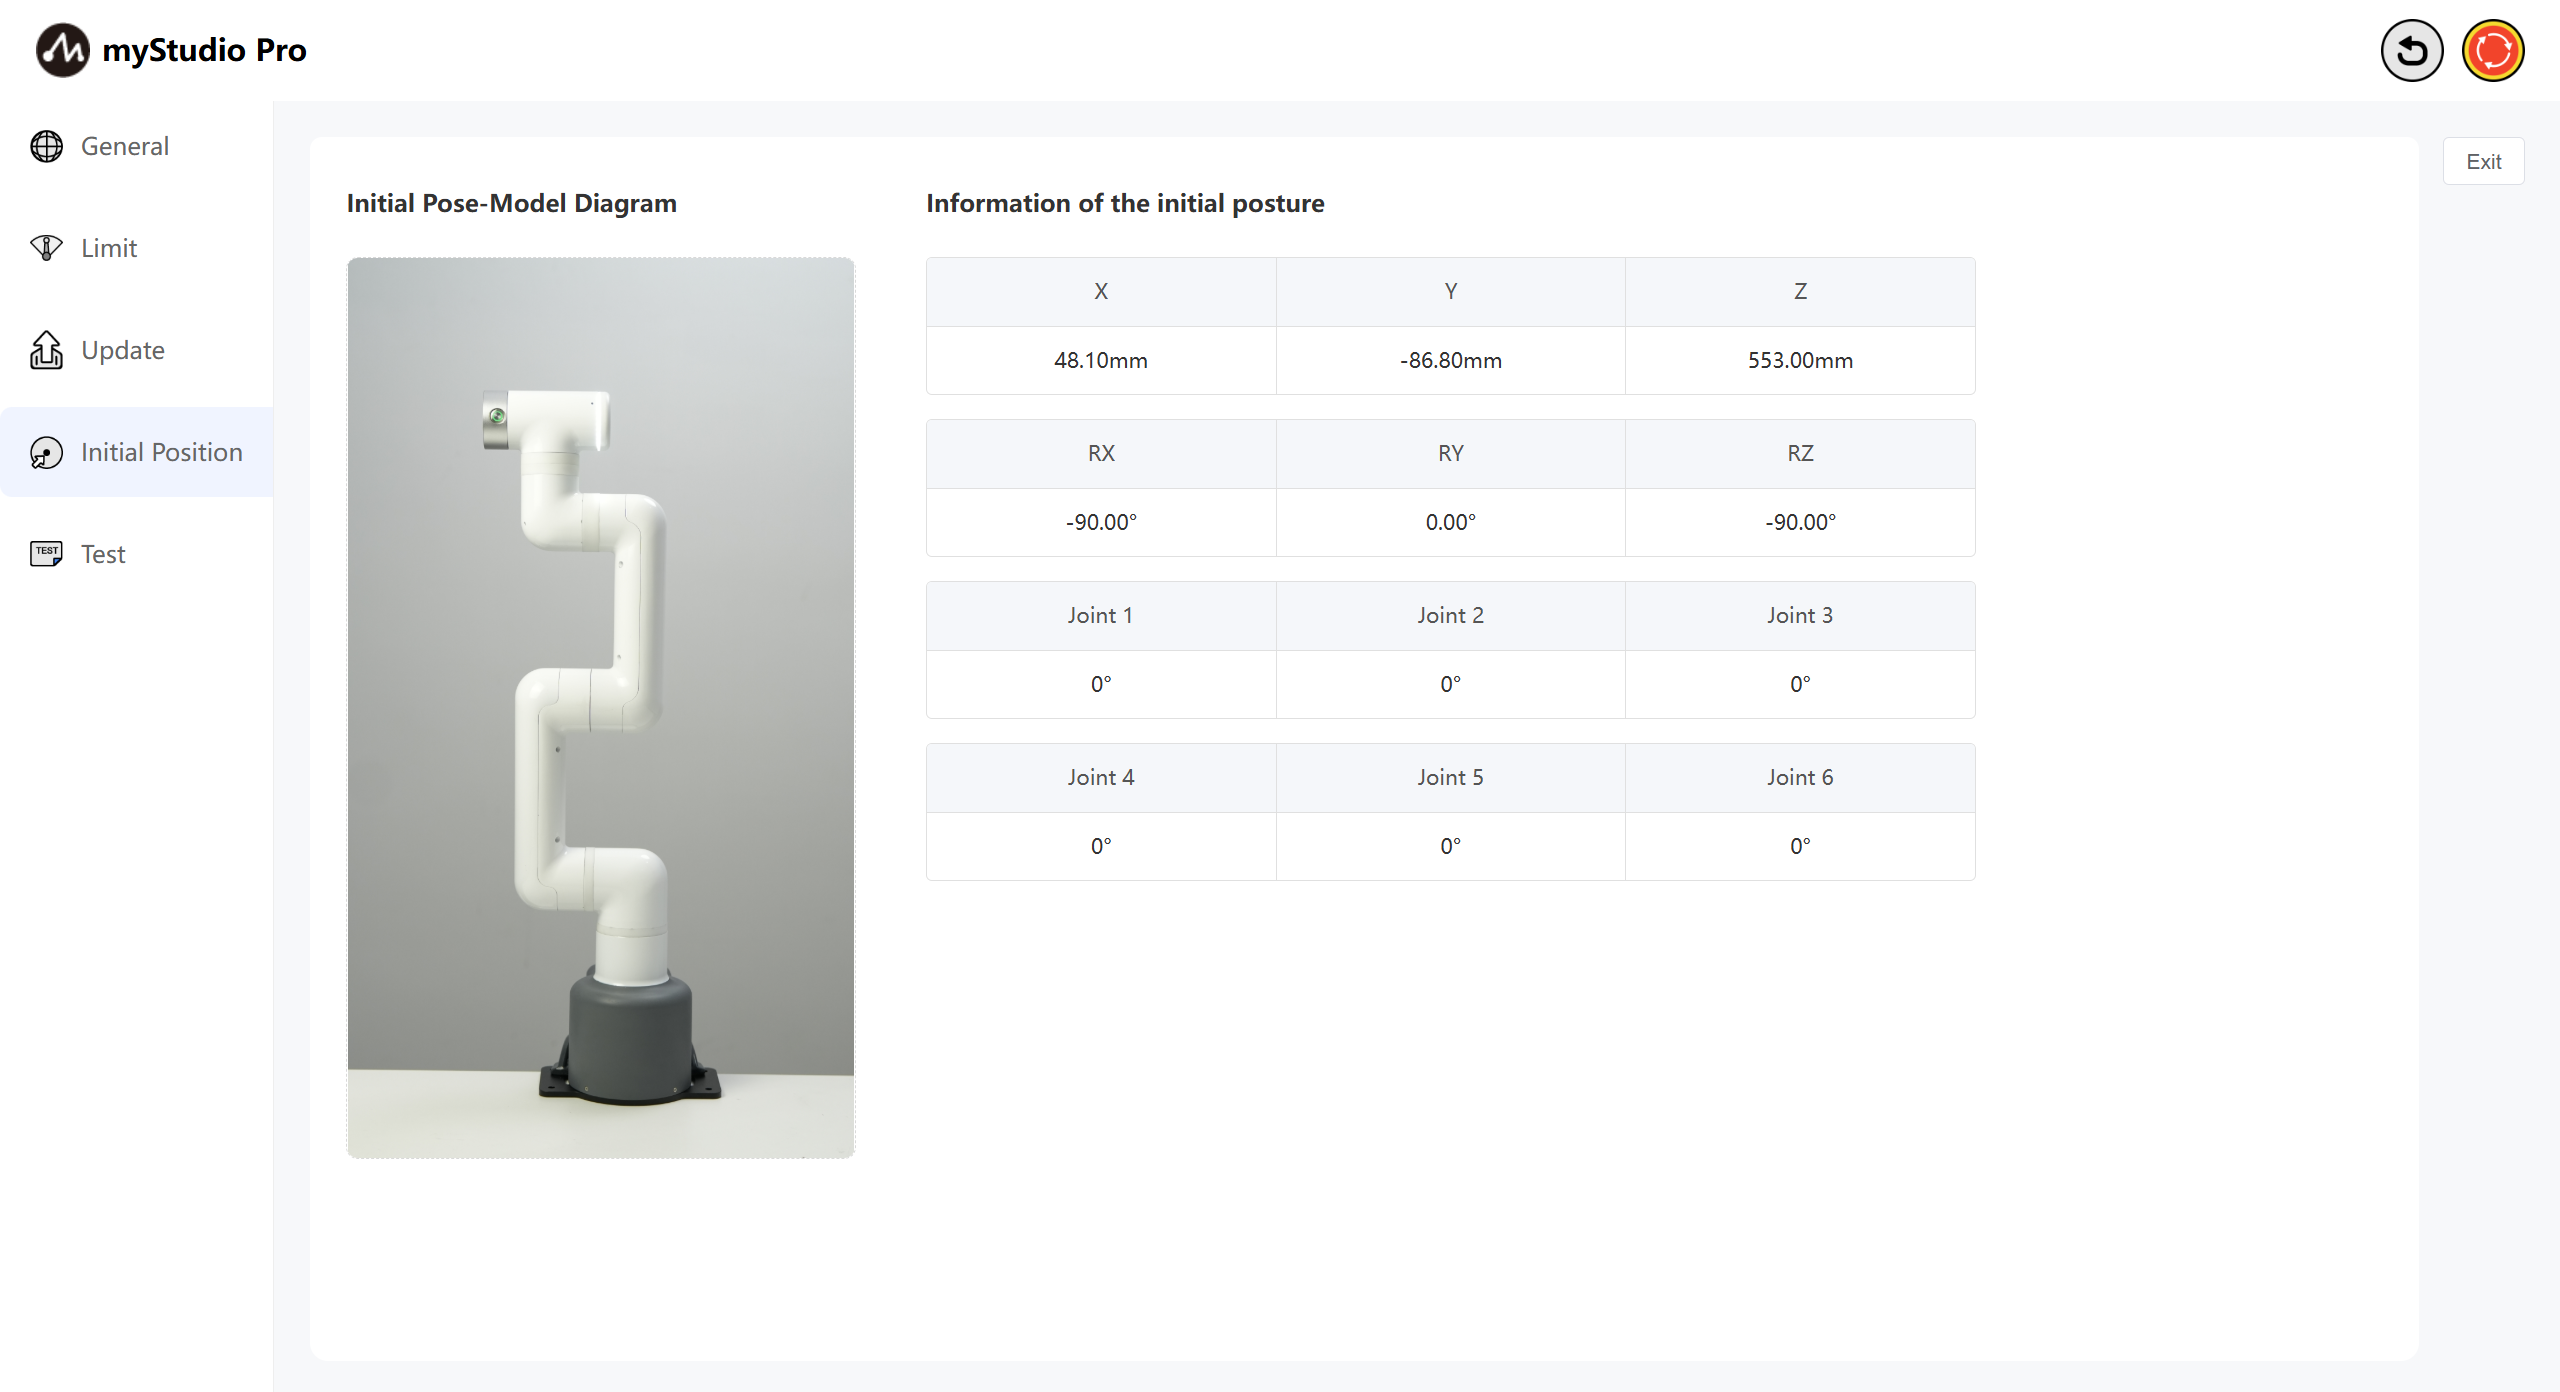 myStudio Pro
General
Limit
Update
Initial Position
TEST
Test
Exit
Initial Pose-Model Diagram
Information of the initial posture
X Y Z
48.10mm -86.80mm 553.00mm
RX RY RZ
-90.00° 0.00° -90.00°
Joint 1 Joint 2 Joint 3
0° 0° 0°
Joint 4 Joint 5 Joint 6
0° 0° 0°